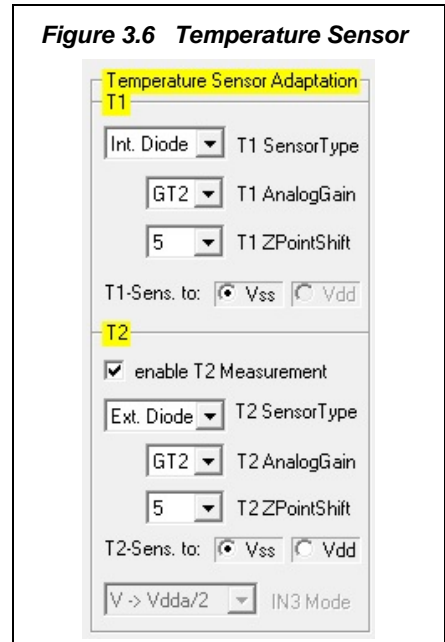 Figure 3.6 Temperature Sensor
Temperature Sensor Adaptation
T1
Int. Diode T1 SensorType
GT2 T1 AnalogGain
5 T1 ZPointShift
T1-Sens. to: Vss Vdd
T2
enable T2 Measurement
Ext. Diode T2 SensorType
GT2 T2 AnalogGain
5 T2 ZPointShift
T2-Sens. to: Vss Vdd
V -> Vdda/2 IN3 Mode